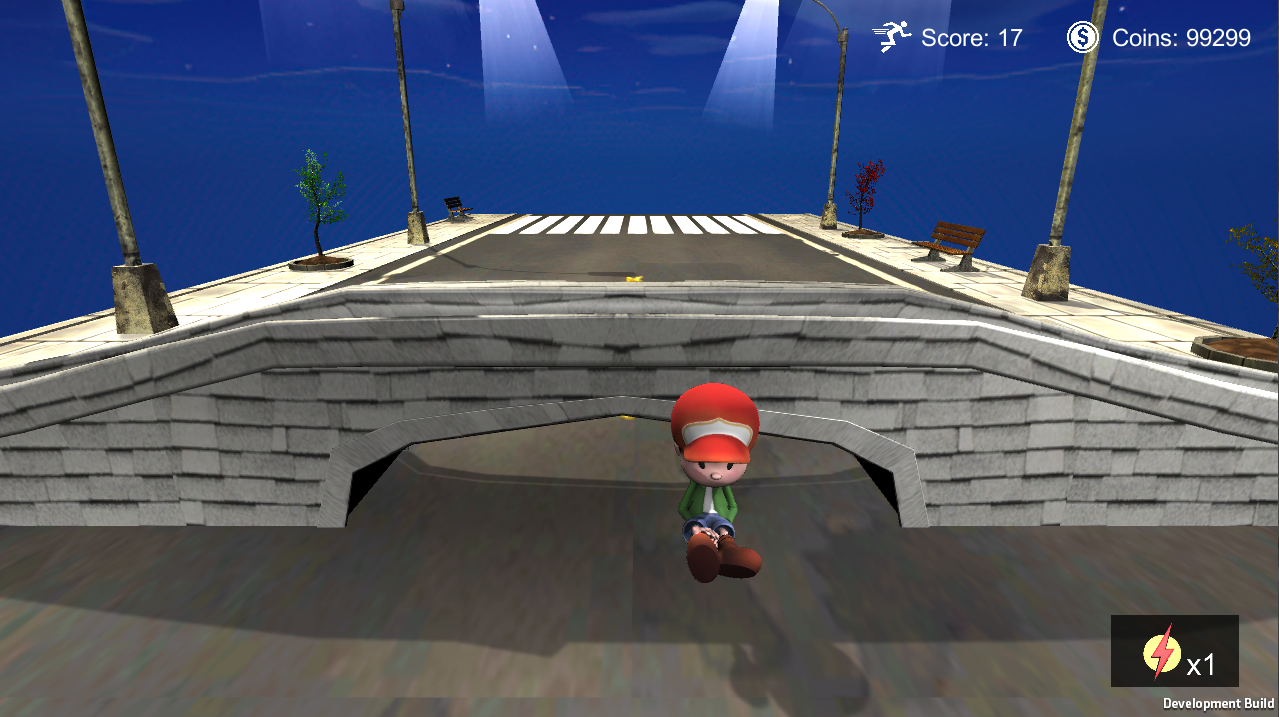 Score: 17
Coins: 99299
x1
Development Build